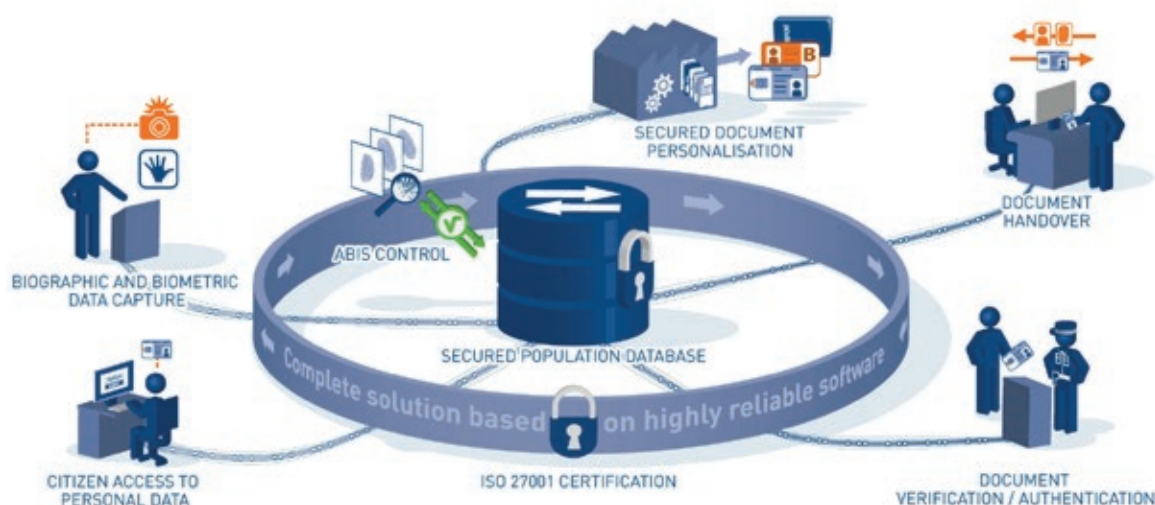 SECURED DOCUMENT
PERSONALISATION
B
DOCUMENT
HANDOVER
ABIS CONTROL
BIOGRAPHIC AND BIOMETRIC
DATA CAPTURE
SECURED POPULATION DATABASE
Complete solution based on highly reliable software
CITIZEN ACCESS TO
PERSONAL DATA
ISO 27001 CERTIFICATION
DOCUMENT
VERIFICATION / AUTHENTICATION